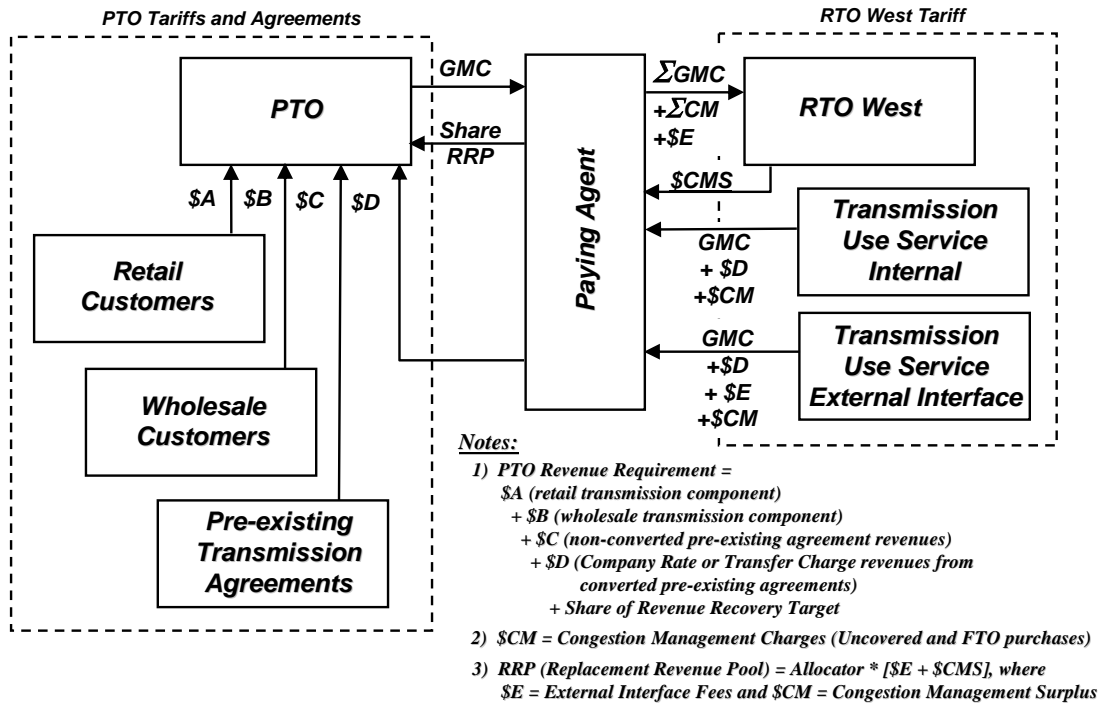 PTO Tariffs and Agreements
RTO West Tariff
PTO
GMC
Share
RRP
$A
$B
$C
$D
Retail
Customers
Wholesale
Customers
Pre-existing
Transmission
Agreements
Paying Agent
ΣGMC
+ΣCM
+$E
$CMS
RTO West
Transmission
Use Service
Internal
GMC
+ $D
+$CM
Transmission
Use Service
External Interface
GMC
+$D
+ $E
+$CM
Notes:
1) PTO Revenue Requirement =
$A (retail transmission component)
+ $B (wholesale transmission component)
+ $C (non-converted pre-existing agreement revenues)
+ $D (Company Rate or Transfer Charge revenues from
converted pre-existing agreements)
+ Share of Revenue Recovery Target
2) $CM = Congestion Management Charges (Uncovered and FTO purchases)
3) RRP (Replacement Revenue Pool) = Allocator * [$E + $CMS], where
$E = External Interface Fees and $CM = Congestion Management Surplus